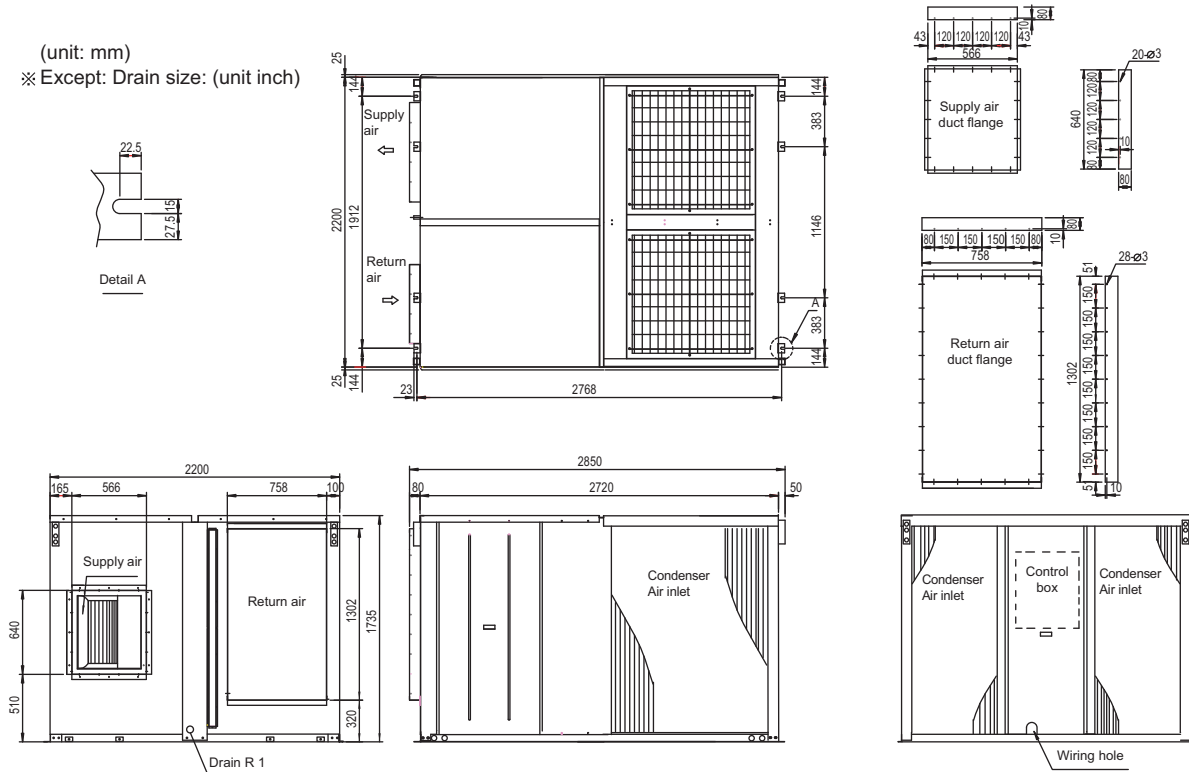 (unit: mm)
※ Except: Drain size: (unit inch)
22.5
15
27.5
Detail A
25
144
Supply
air
2200
1912
Return
air
25
144
23
2768
144
383
1146
A
383
144
80
10
43
120
120
120
120
43
566
20-ø3
Supply air
duct flange
640
80
120
120
120
120
80
10
80
80
10
80
150
150
150
150
80
758
28-ø3
Return air
duct flange
1302
51
150
150
150
150
150
150
150
150
51
10
2200
165
566
758
100
Supply air
Return air
640
510
1302
1735
320
Drain R 1
2850
80
2720
50
Condenser
Air inlet
Condenser
Air inlet
Control
box
Condenser
Air inlet
Wiring hole